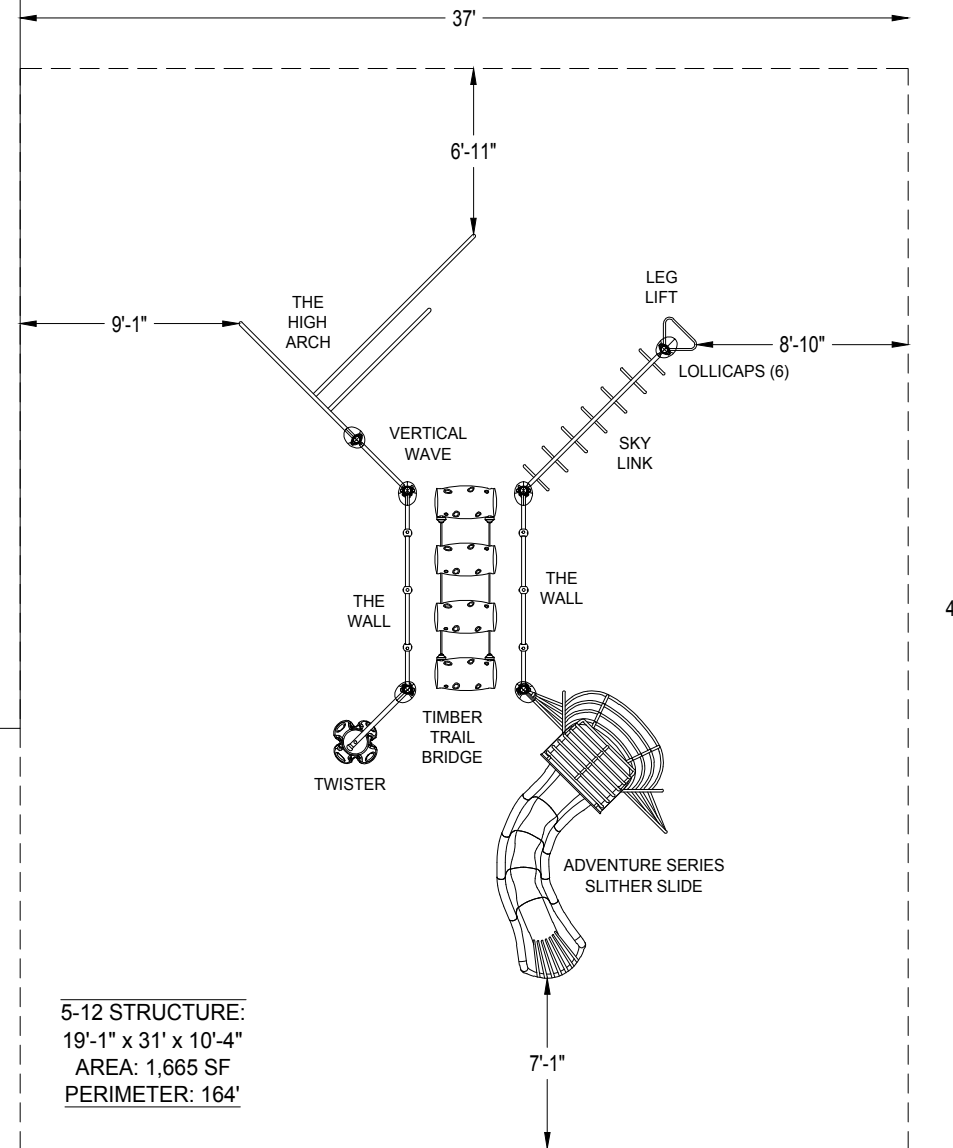 37'
6'-11"
LEG
LIFT
THE
HIGH
ARCH
9'-1"
8'-10"
LOLLICAPS (6)
VERTICAL
WAVE
SKY
LINK
THE
WALL
THE
WALL
4
TIMBER
TRAIL
BRIDGE
TWISTER
ADVENTURE SERIES
SLITHER SLIDE
5-12 STRUCTURE:
19'-1" x 31' x 10'-4"
AREA: 1,665 SF
PERIMETER: 164'
7'-1"